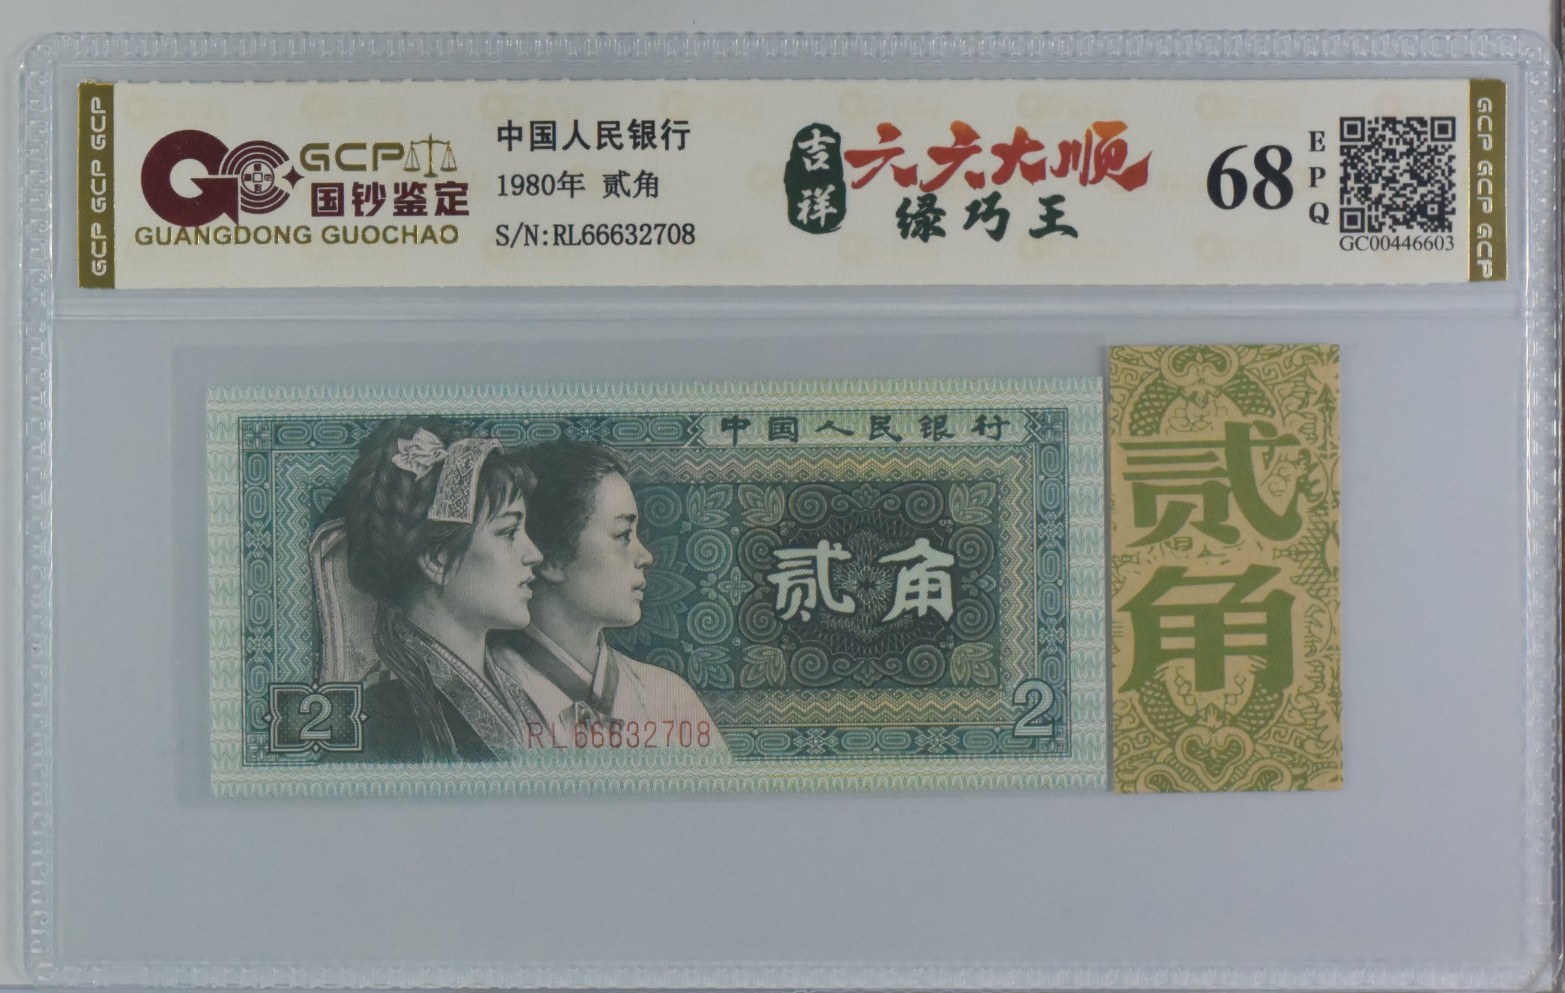 GCP GCP GCP
GCP
国钞鉴定
GUANGDONG GUOCHAO
中国人民银行
1980年 贰角
S/N:RL66632708
吉祥
六六大顺
绿巧王
68
EPQ
GC00446603
GCP GCP GCP
中国人民银行
贰角
2
RL66632708
2
贰角